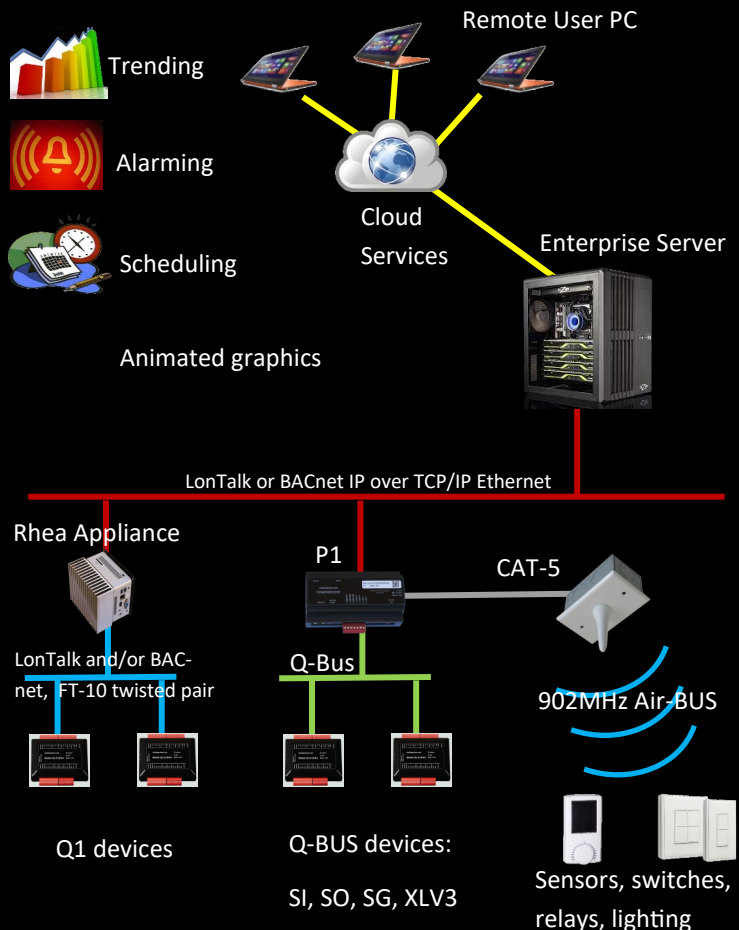 Remote User PC
Trending
Alarming
Cloud
Services
Enterprise Server
Scheduling
Animated graphics
LonTalk or BACnet IP over TCP/IP Ethernet
Rhea Appliance
P1
CAT-5
LonTalk and/or BAC-
net, FT-10 twisted pair
Q-Bus
902MHz Air-BUS
Q1 devices
Q-BUS devices:
SI, SO, SG, XLV3
Sensors, switches,
relays, lighting